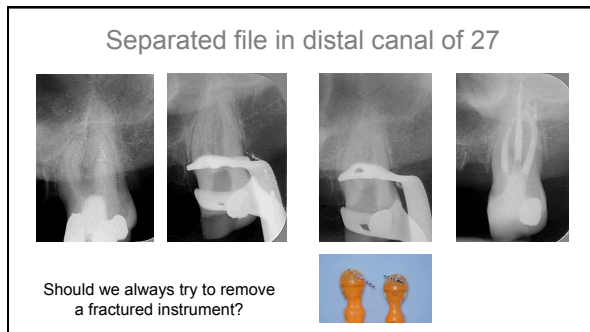 Separated file in distal canal of 27
Should we always try to remove
a fractured instrument?